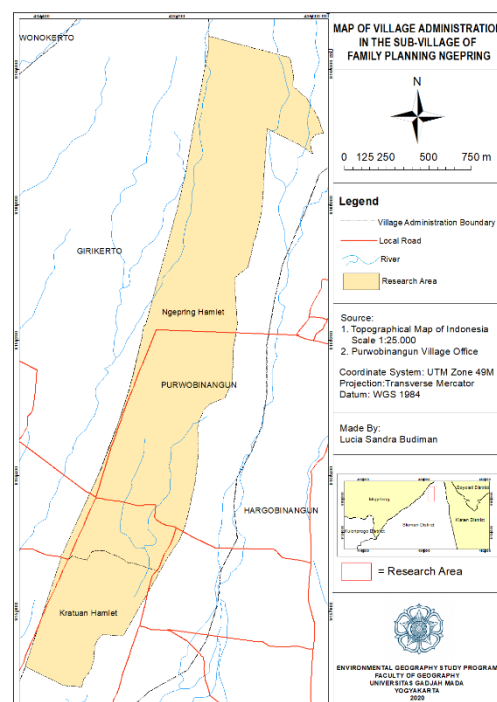 WONOKERTO
GIRIKERTO
Ngepring Hamlet
PURWOBINANGUN
HARGOBINANGUN
Kratuan Hamlet
MAP OF VILLAGE ADMINISTRATION
IN THE SUB-VILLAGE OF
FAMILY PLANNING NGEPRING
N
0 125 250 500 750 m
Legend
Village Administration Boundary
Local Road
River
Research Area
Source:
1. Topographical Map of Indonesia
Scale 1:25.000
2. Purwobinangun Village Office
Coordinate System: UTM Zone 49M
Projection:Transverse Mercator
Datum: WGS 1984
Made By:
Lucia Sandra Budiman
Sleman District
= Research Area
ENVIRONMENTAL GEOGRAPHY STUDY PROGRAM
FACULTY OF GEOGRAPHY
UNIVERSITAS GADJAH MADA
YOGYAKARTA
2020